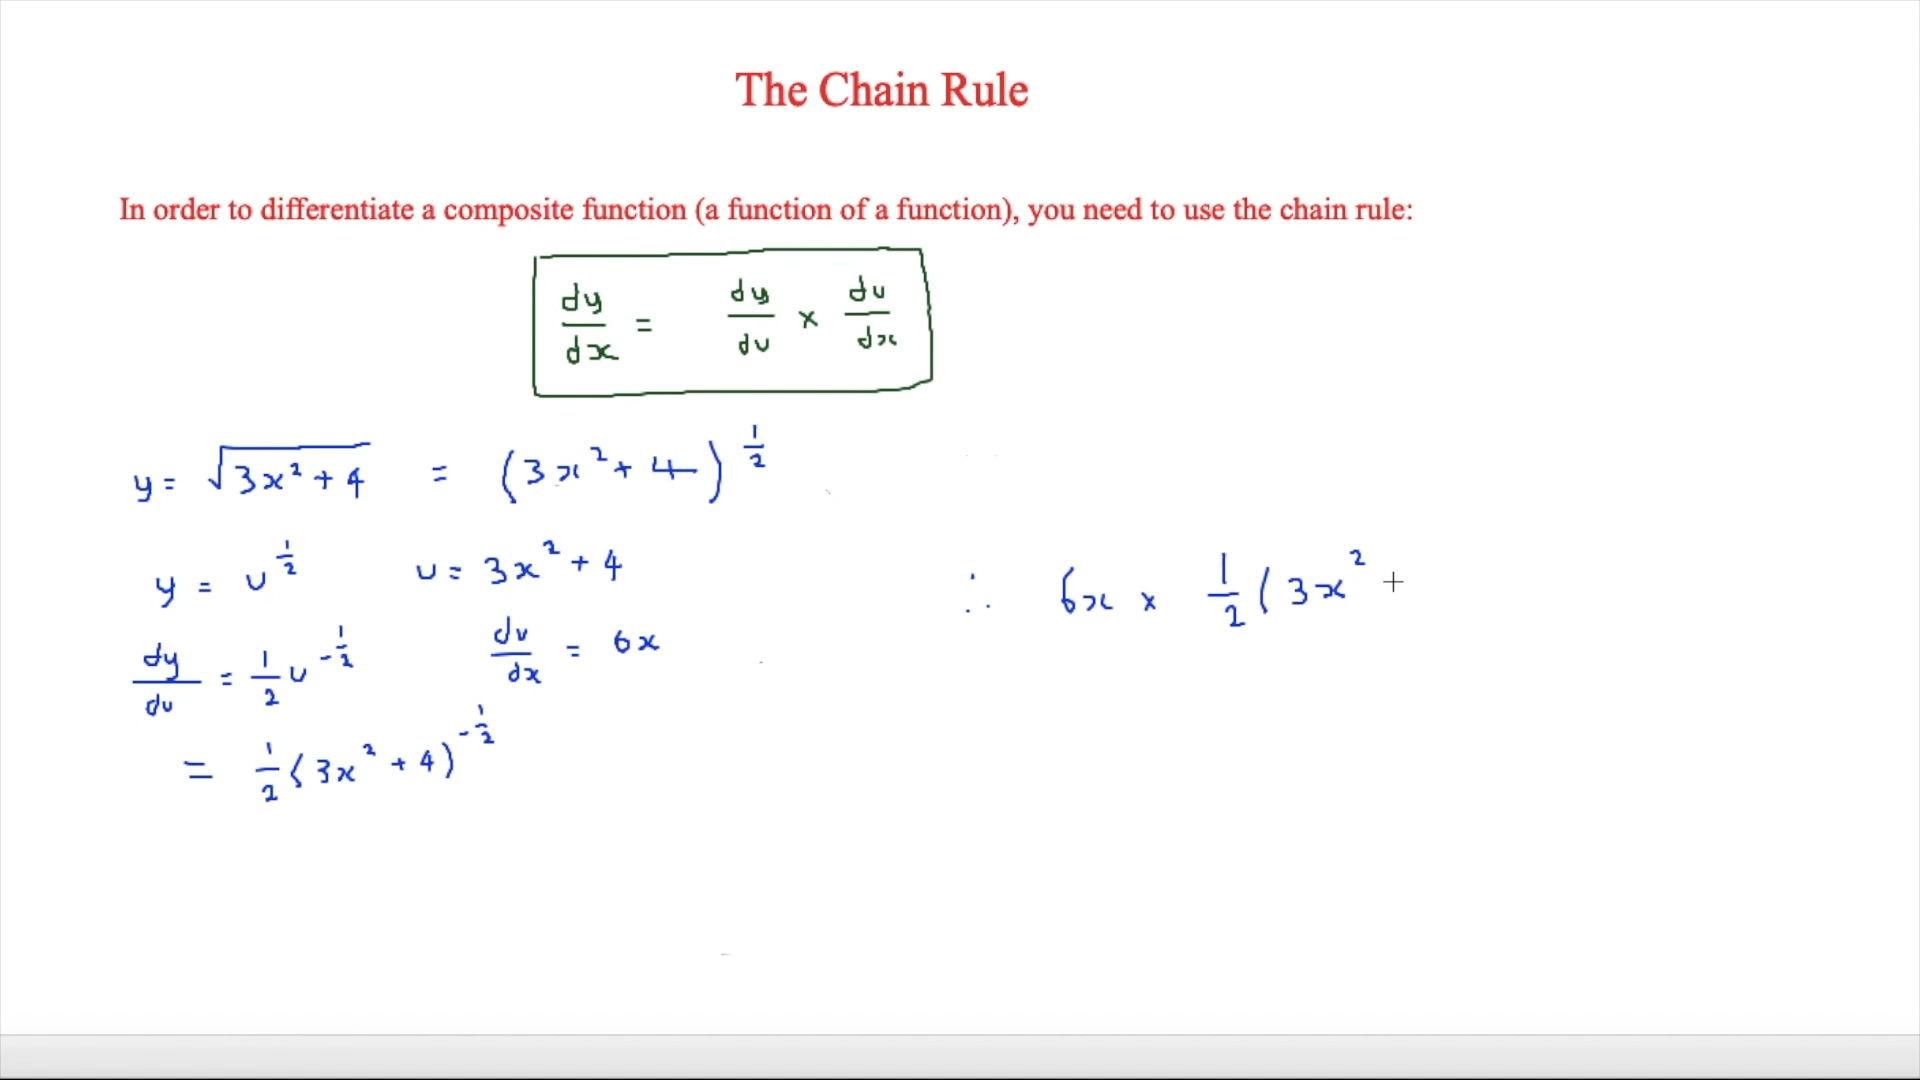 The Chain Rule
In order to differentiate a composite function (a function of a function), you need to use the chain rule:
dy/dx = dy/du × du/dx
y = √(3x² + 4) = (3x² + 4)^(1/2)
y = u^(1/2) u = 3x² + 4
dy/du = 1/2 u^(-1/2) du/dx = 6x
= 1/2 (3x² + 4)^(-1/2)
∴ 6x × 1/2 (3x² +